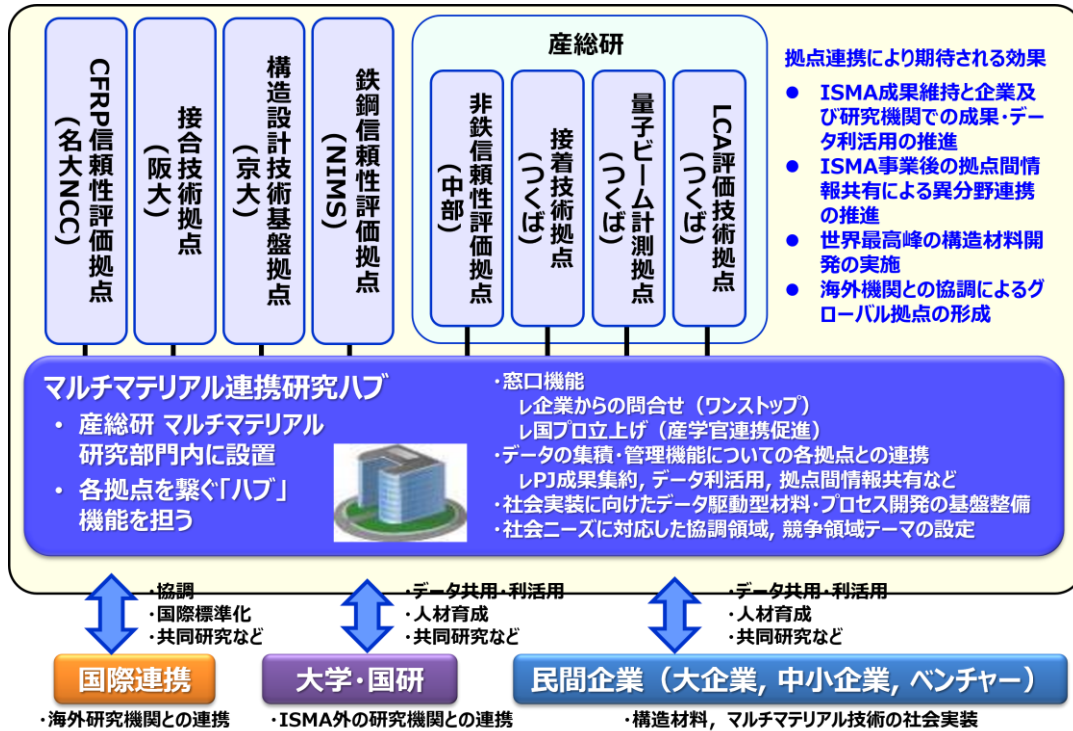 CFRP信頼性評価拠点
(名大NCC)
接合技術拠点
(阪大)
構造設計技術基盤拠点
(京大)
鉄鋼信頼性評価拠点
(NIMS)
産総研
非鉄信頼性評価拠点
(中部)
接着技術拠点
(つくば)
量子ビーム計測拠点
(つくば)
LCA評価技術拠点
(つくば)
拠点連携により期待される効果
● ISMA成果維持と企業及
び研究機関での成果・デー
タ利活用の推進
● ISMA事業後の拠点間情
報共有による異分野連携
の推進
● 世界最高峰の構造材料開
発の実施
● 海外機関との協調によるグ
ローバル拠点の形成
マルチマテリアル連携研究ハブ
• 産総研 マルチマテリアル
研究部門内に設置
• 各拠点を繋ぐ「ハブ」
機能を担う
・窓口機能
レ企業からの問合せ（ワンストップ）
レ国プロ立上げ（産学官連携促進）
・データの集積・管理機能についての各拠点との連携
レPJ成果集約, データ利活用, 拠点間情報共有など
・社会実装に向けたデータ駆動型材料・プロセス開発の基盤整備
・社会ニーズに対応した協調領域, 競争領域テーマの設定
・協調
・国際標準化
・共同研究など
・データ共用・利活用
・人材育成
・共同研究など
・データ共用・利活用
・人材育成
・共同研究など
国際連携
大学・国研
民間企業（大企業, 中小企業, ベンチャー）
・海外研究機関との連携
・ISMA外の研究機関との連携
・構造材料, マルチマテリアル技術の社会実装